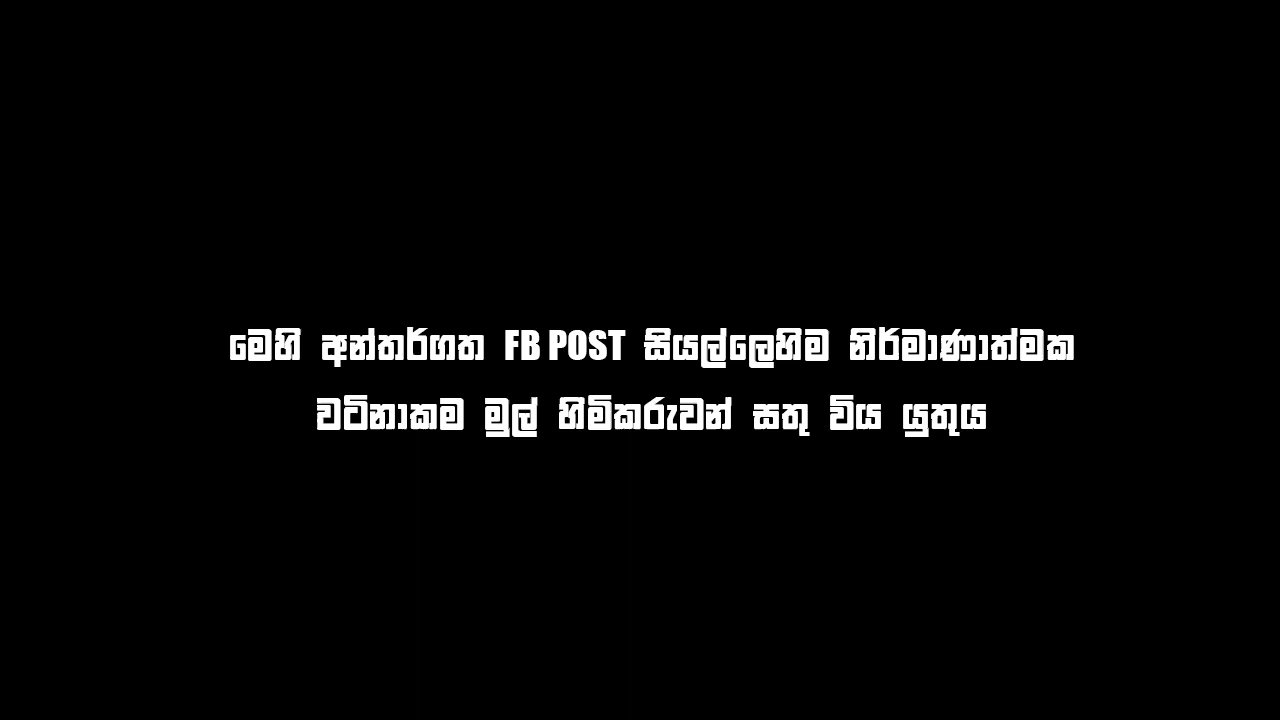 මෙහි අන්තර්ගත FB POST සියල්ලෙහිම නිර්මාණාත්මක
වටිනාකම මුල් හිමිකරුවන් සතු විය යුතුය